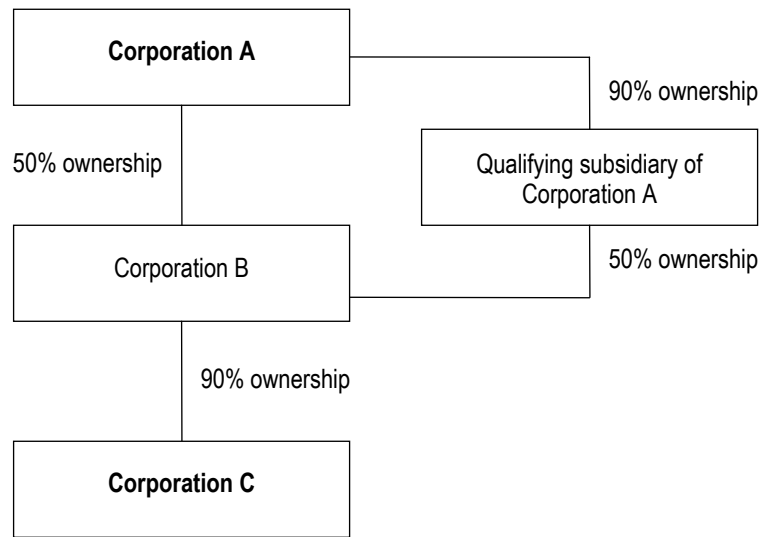 Corporation A
90% ownership
50% ownership
Qualifying subsidiary of
Corporation A
Corporation B
50% ownership
90% ownership
Corporation C